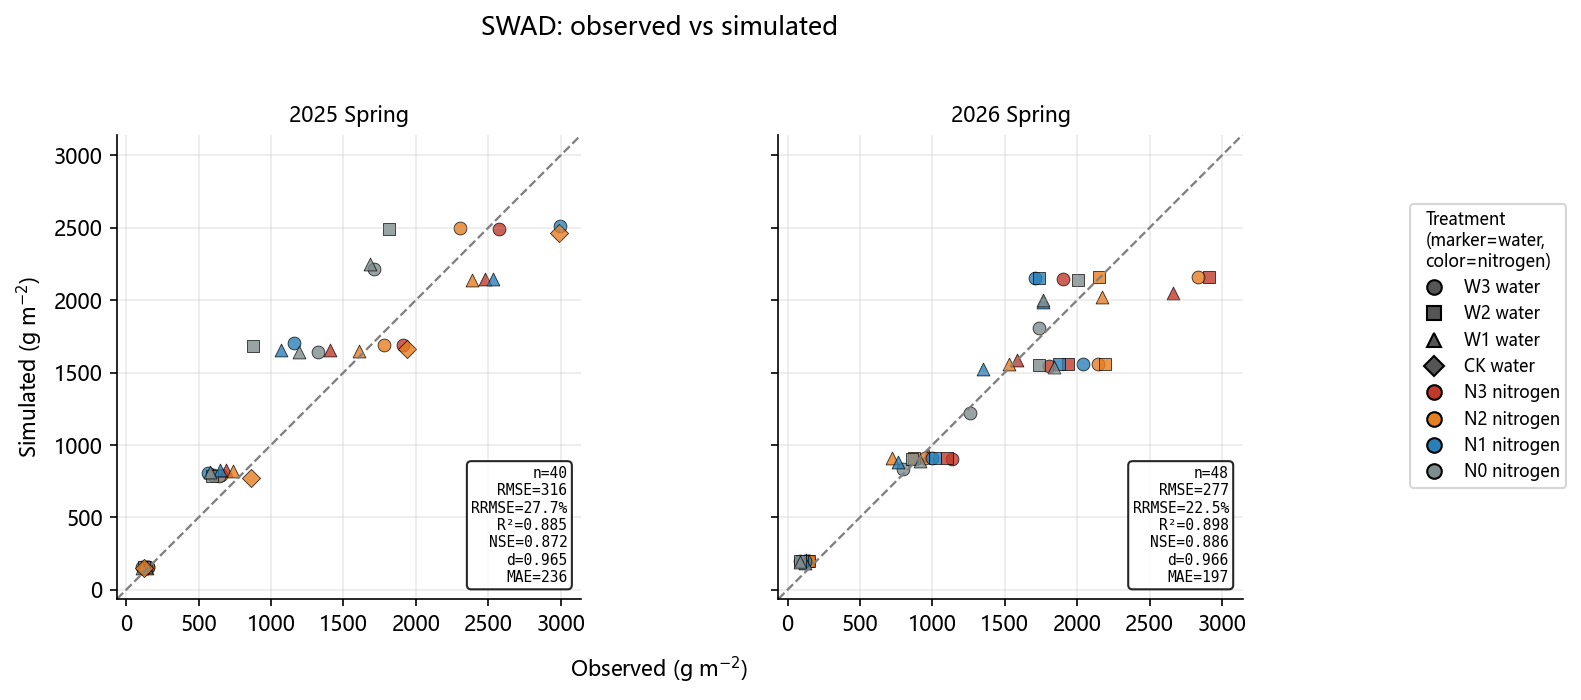 SWAD: observed vs simulated
2025 Spring
3000
2500
2000
1500
1000
500
0
Simulated (g m⁻²)
0 500 1000 1500 2000 2500 3000
n=40
RMSE=316
RRMSE=27.7%
R²=0.885
NSE=0.872
d=0.965
MAE=236
2026 Spring
0 500 1000 1500 2000 2500 3000
n=48
RMSE=277
RRMSE=22.5%
R²=0.898
NSE=0.886
d=0.966
MAE=197
Observed (g m⁻²)
Treatment
(marker=water,
color=nitrogen)
W3 water
W2 water
W1 water
CK water
N3 nitrogen
N2 nitrogen
N1 nitrogen
N0 nitrogen